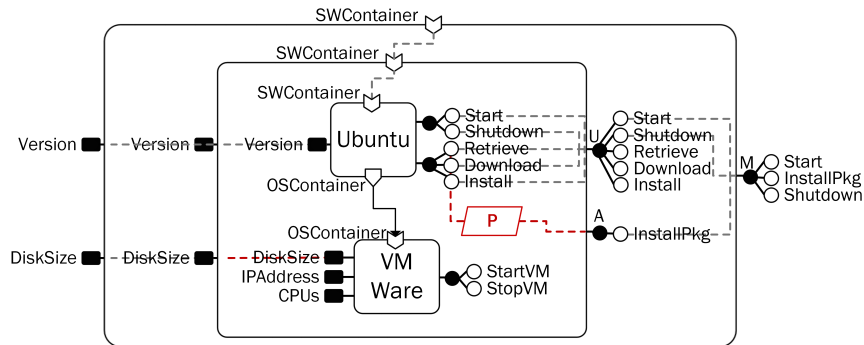 SWContainer
SWContainer
SWContainer
Version
Version
Version
Ubuntu
Start
Shutdown
Retrieve
Download
Install
U
Start
Shutdown
Retrieve
Download
Install
M
Start
InstallPkg
Shutdown
OSContainer
P
A
InstallPkg
OSContainer
DiskSize
DiskSize
DiskSize
IPAddress
CPUs
VM
Ware
StartVM
StopVM